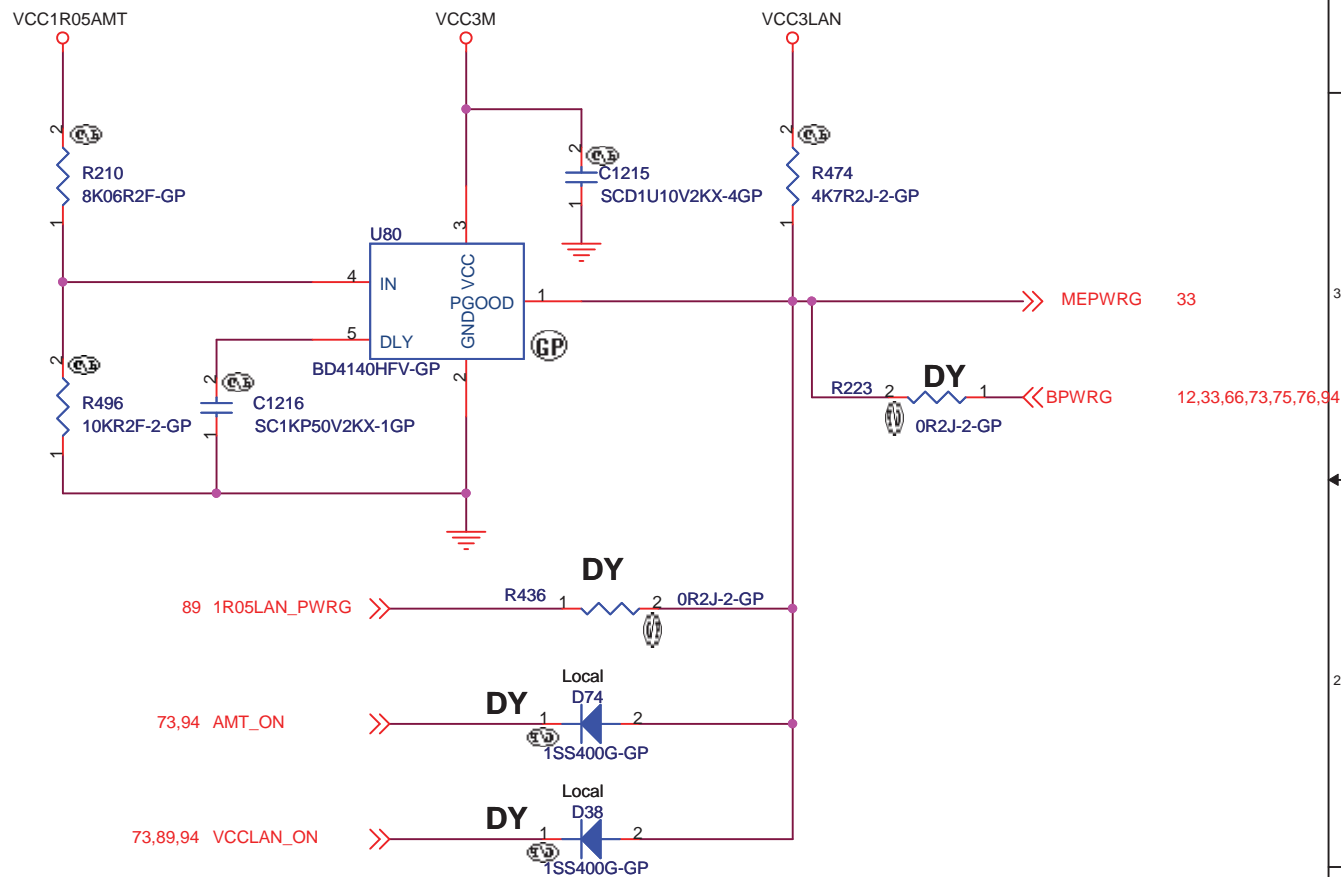 VCC1R05AMT
VCC3M
VCC3LAN
2
R210
8K06R2F-GP
1
2
C1215
SCD1U10V2KX-4GP
1
2
R474
4K7R2J-2-GP
1
3
U80
4
IN
VCC
PGOOD
1
5
DLY
GND
2
BD4140HFV-GP
GP
MEPWRG 33
3
2
R496
10KR2F-2-GP
1
2
C1216
SC1KP50V2KX-1GP
1
R223
2
DY
1
0R2J-2-GP
BPWRG 12,33,66,73,75,76,94
DY
89 1R05LAN_PWRG
R436
1
2
0R2J-2-GP
2
Local
DY
D74
73,94 AMT_ON
1
2
1SS400G-GP
Local
DY
D38
73,89,94 VCCLAN_ON
1
2
1SS400G-GP